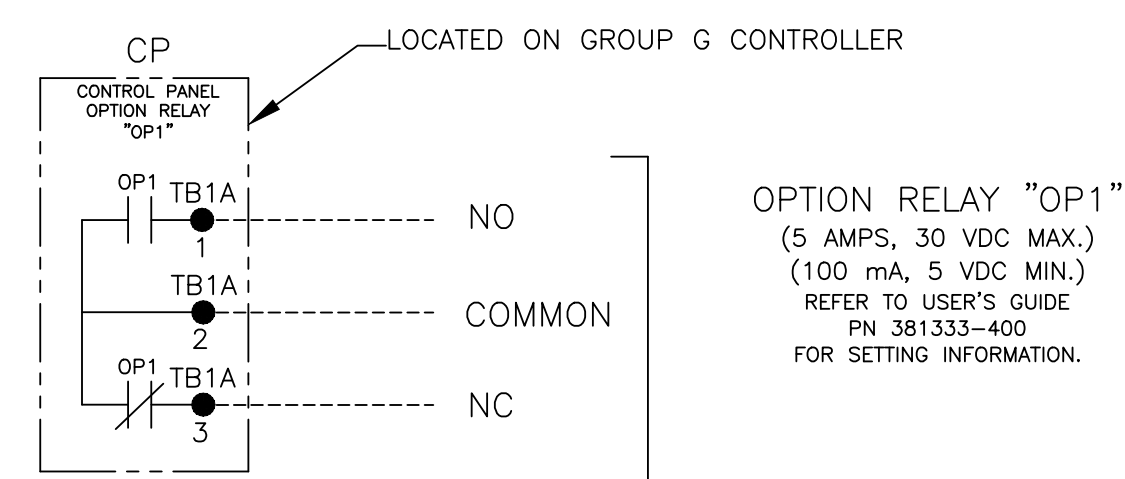 CP
LOCATED ON GROUP G CONTROLLER
CONTROL PANEL
OPTION RELAY
"OP1"
OP1
TB1A
1
NO
TB1A
2
COMMON
OP1
TB1A
3
NC
OPTION RELAY "OP1"
(5 AMPS, 30 VDC MAX.)
(100 mA, 5 VDC MIN.)
REFER TO USER'S GUIDE
PN 381333-400
FOR SETTING INFORMATION.